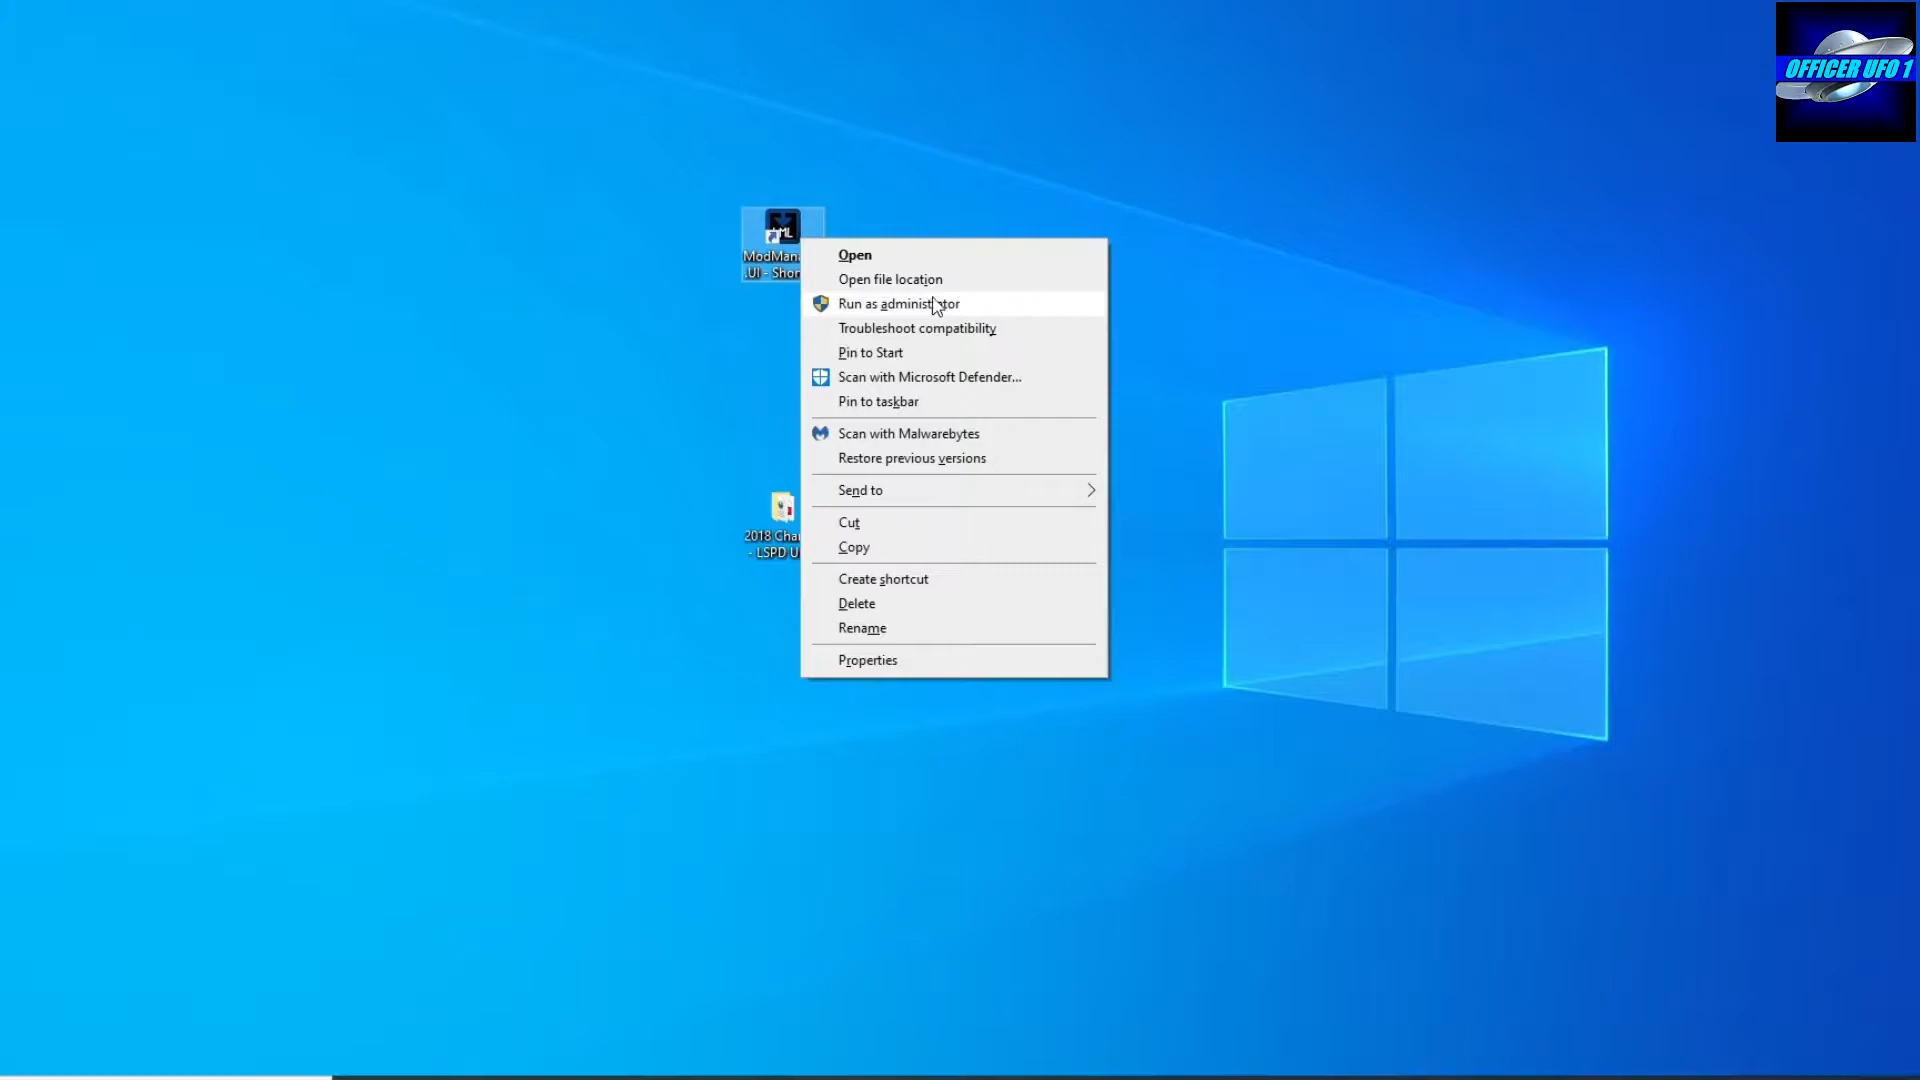 OFFICER UFO 1
ML
ModMana
.UI - Shor
Open
Open file location
Run as administrator
Troubleshoot compatibility
Pin to Start
Scan with Microsoft Defender...
Pin to taskbar
Scan with Malwarebytes
Restore previous versions
Send to
2018 Cha
- LSPD U
Cut
Copy
Create shortcut
Delete
Rename
Properties